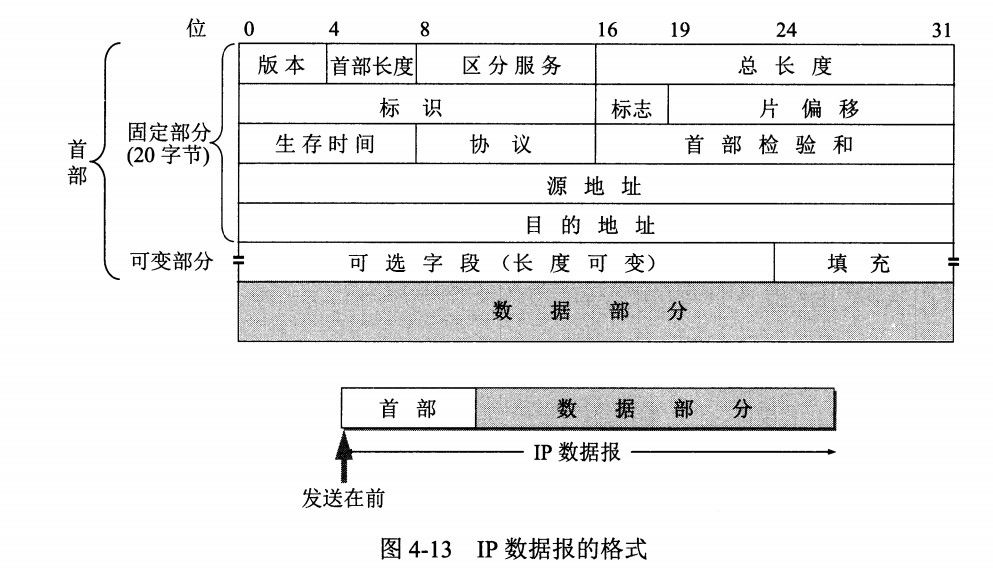 位 0 4 8 16 19 24 31
版本 首部长度 区分服务 总长度
标识 标志 片偏移
首部 固定部分 (20 字节) 生存时间 协议 首部检验和
源地址
目的地址
可变部分 可选字段（长度可变） 填充
数据部分
首部 数据部分
IP 数据报
发送在前
图 4-13 IP 数据报的格式